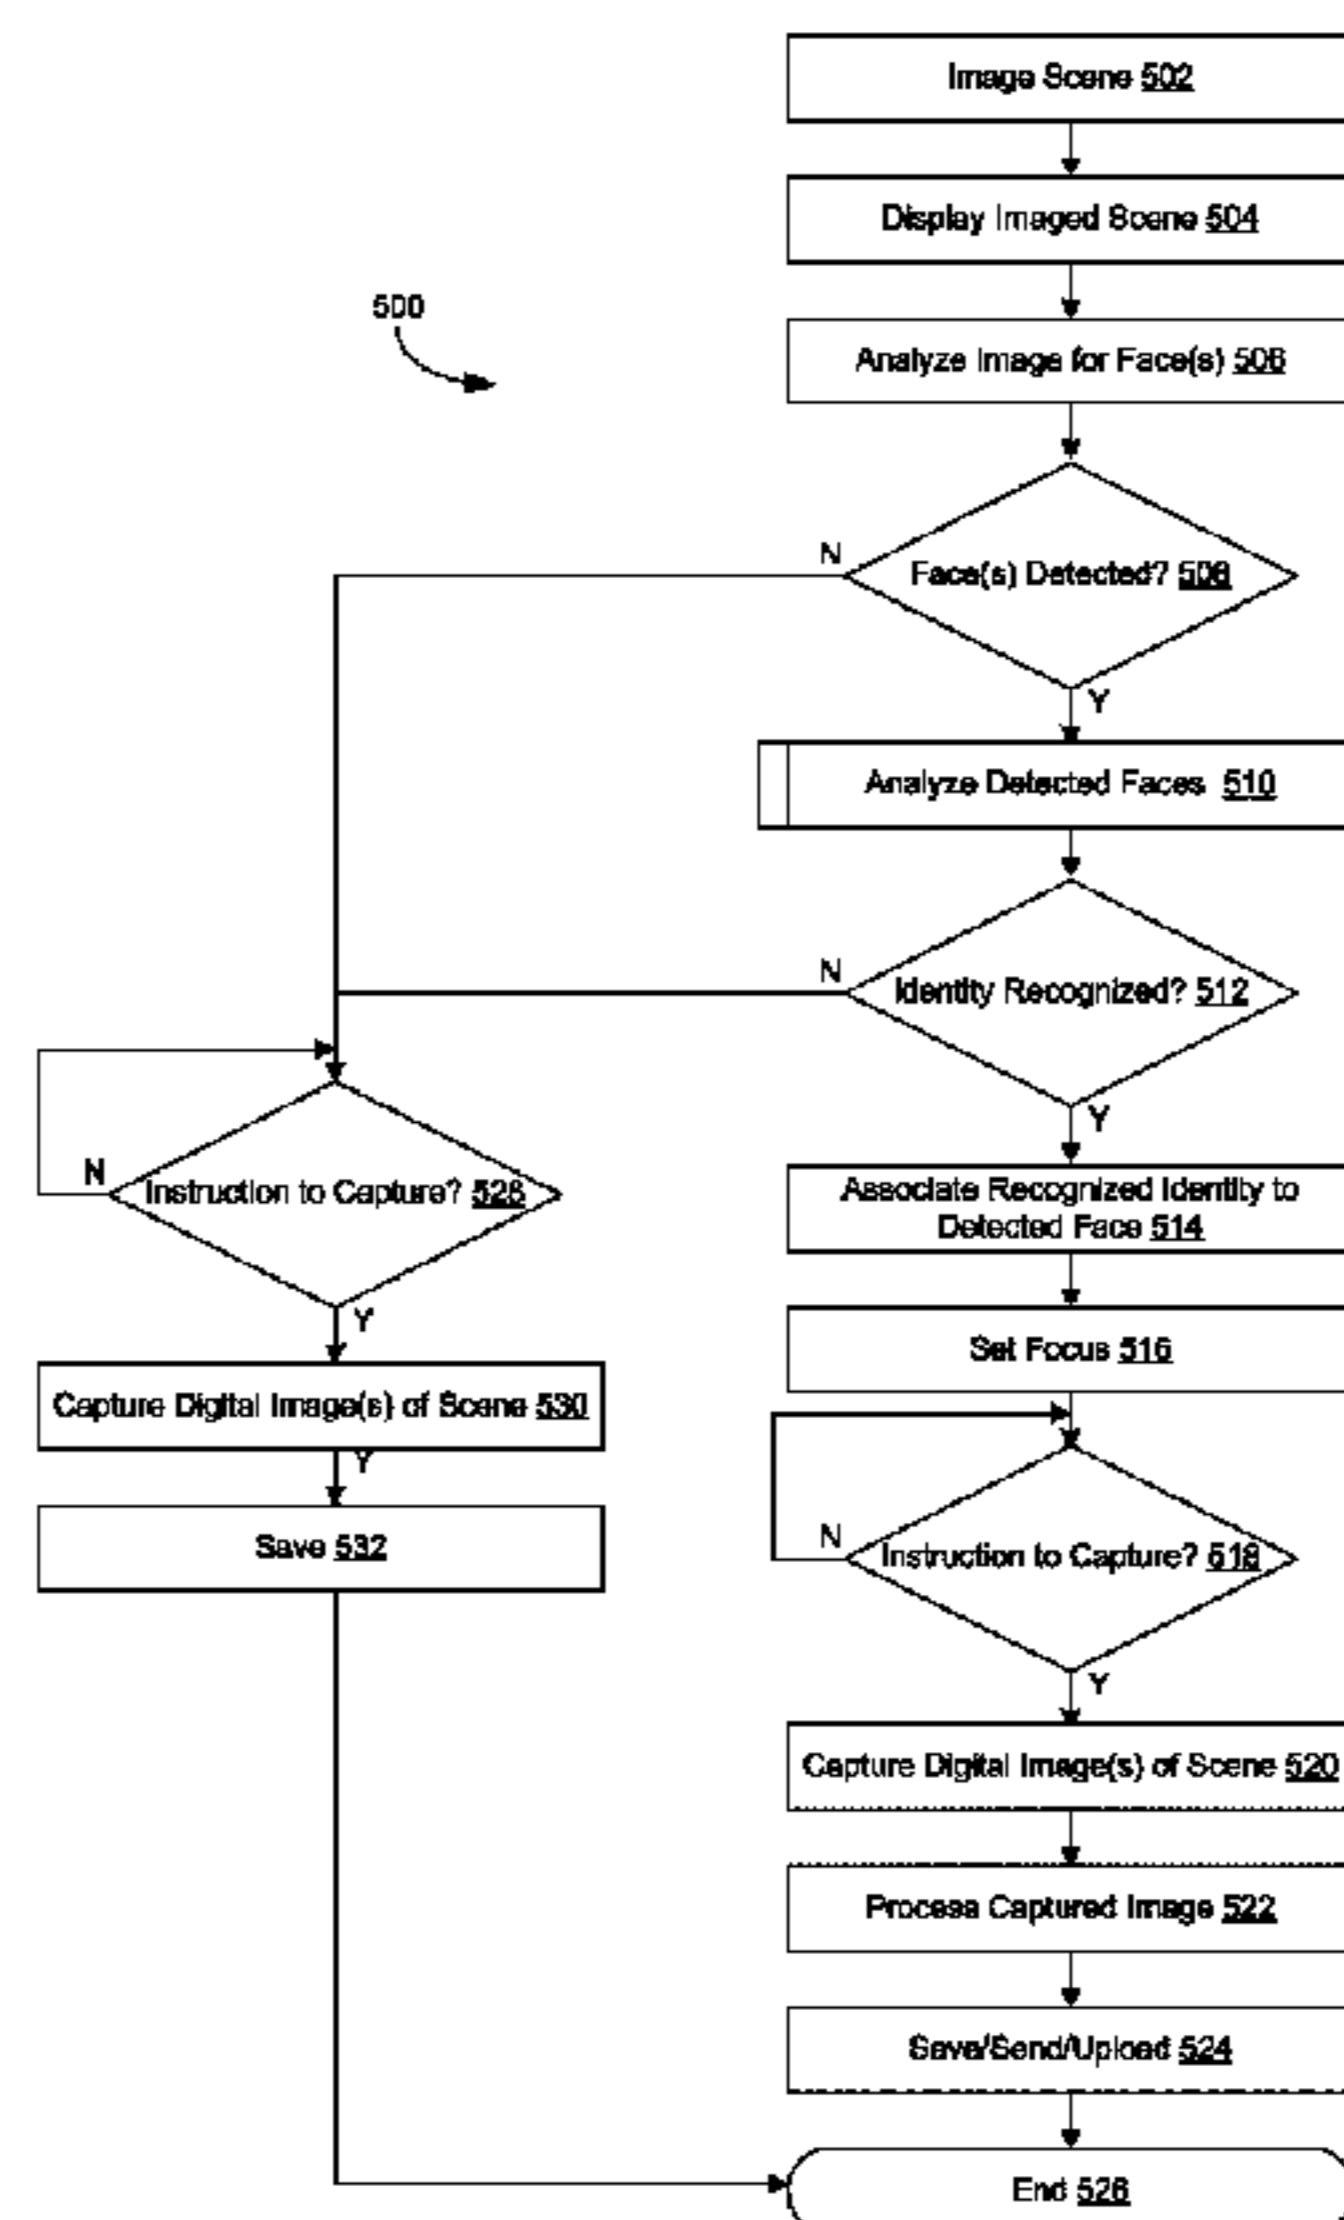 Image Scene 502
Display Imaged Scene 504
500
Analyze Image for Face(s) 506
N
Face(s) Detected? 508
Y
Analyze Detected Faces 510
N
Identity Recognized? 512
Y
N
Instruction to Capture? 528
Y
Associate Recognized Identity to
Detected Face 514
Set Focus 516
Capture Digital Image(s) of Scene 530
Y
Save 532
N
Instruction to Capture? 518
Y
Capture Digital Image(s) of Scene 520
Process Captured Image 522
Save/Send/Upload 524
End 526